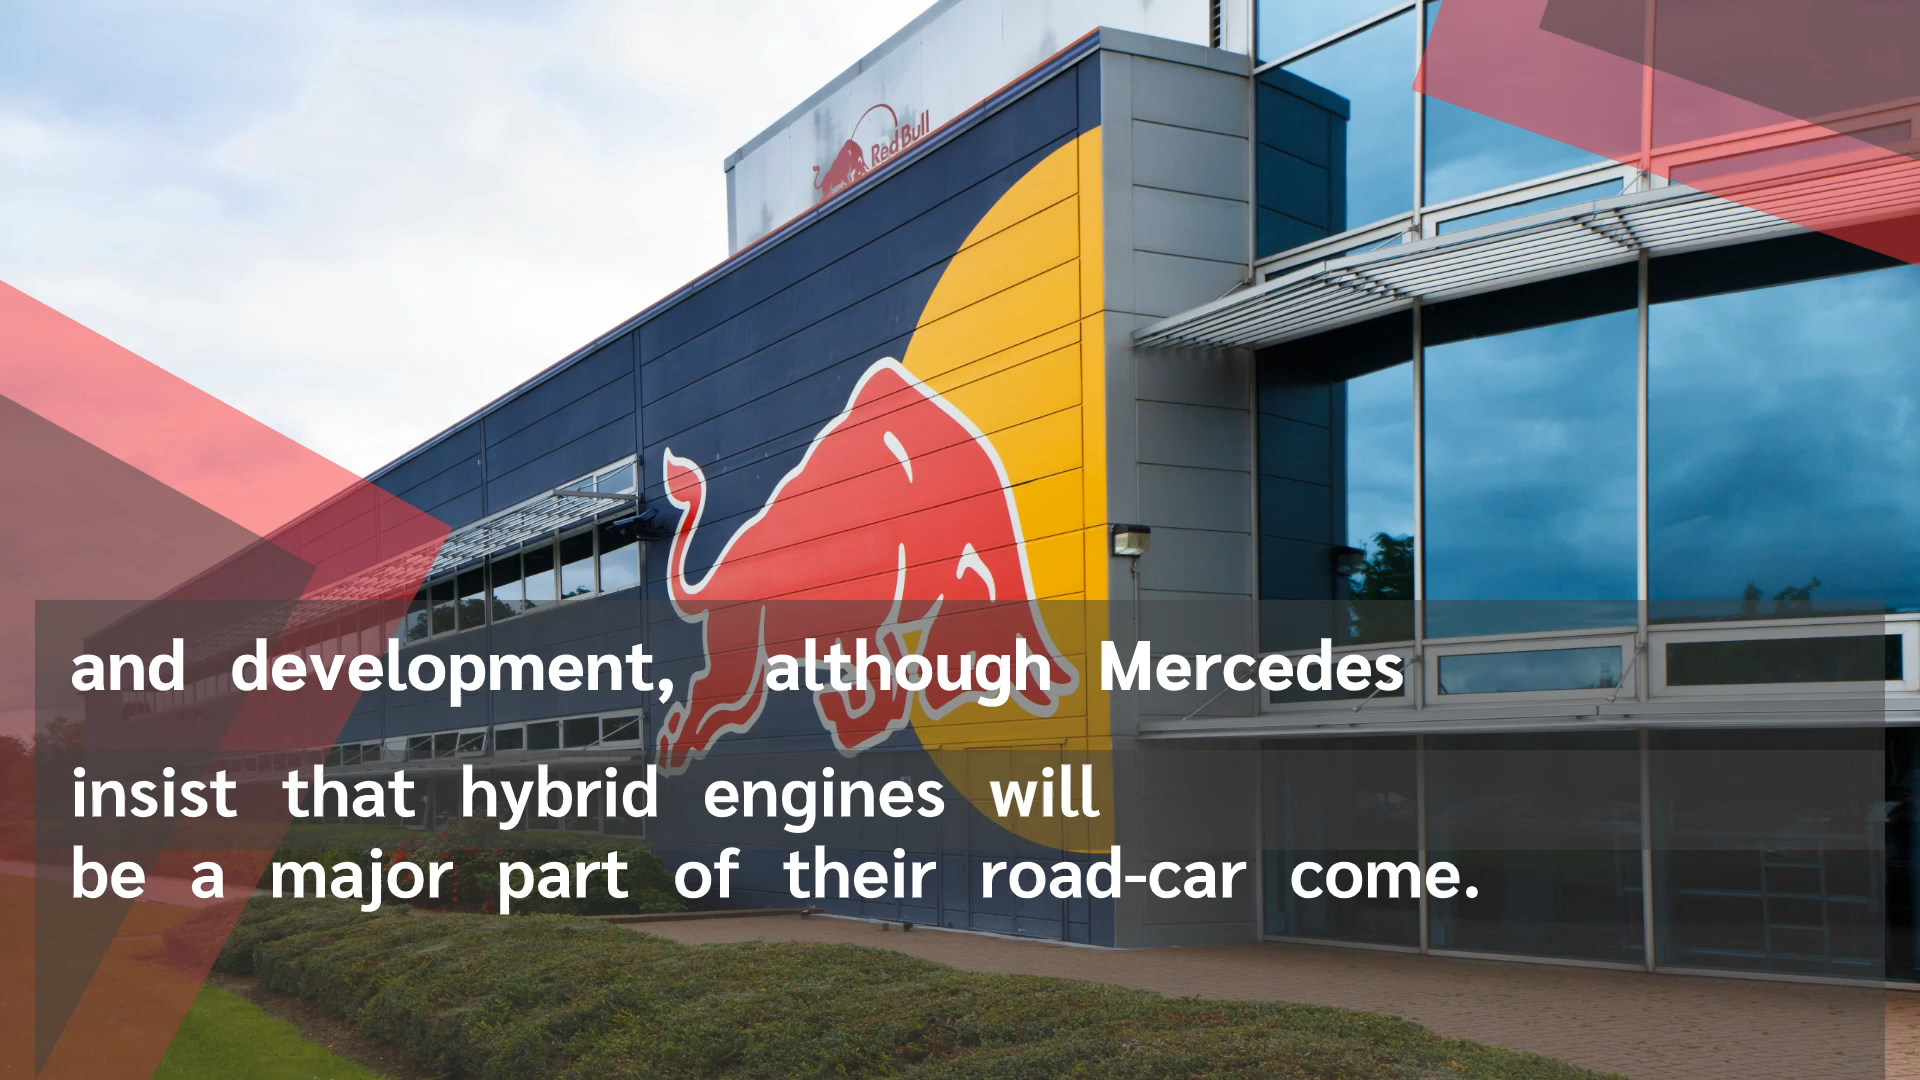 Red Bull
and development, although Mercedes
insist that hybrid engines will
be a major part of their road-car come.